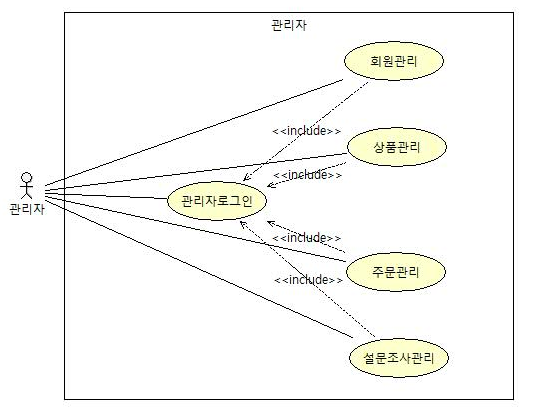 관리자
회원관리
<<include>>
상품관리
<<include>>
관리자로그인
관리자
<<include>>
주문관리
<<include>>
설문조사관리